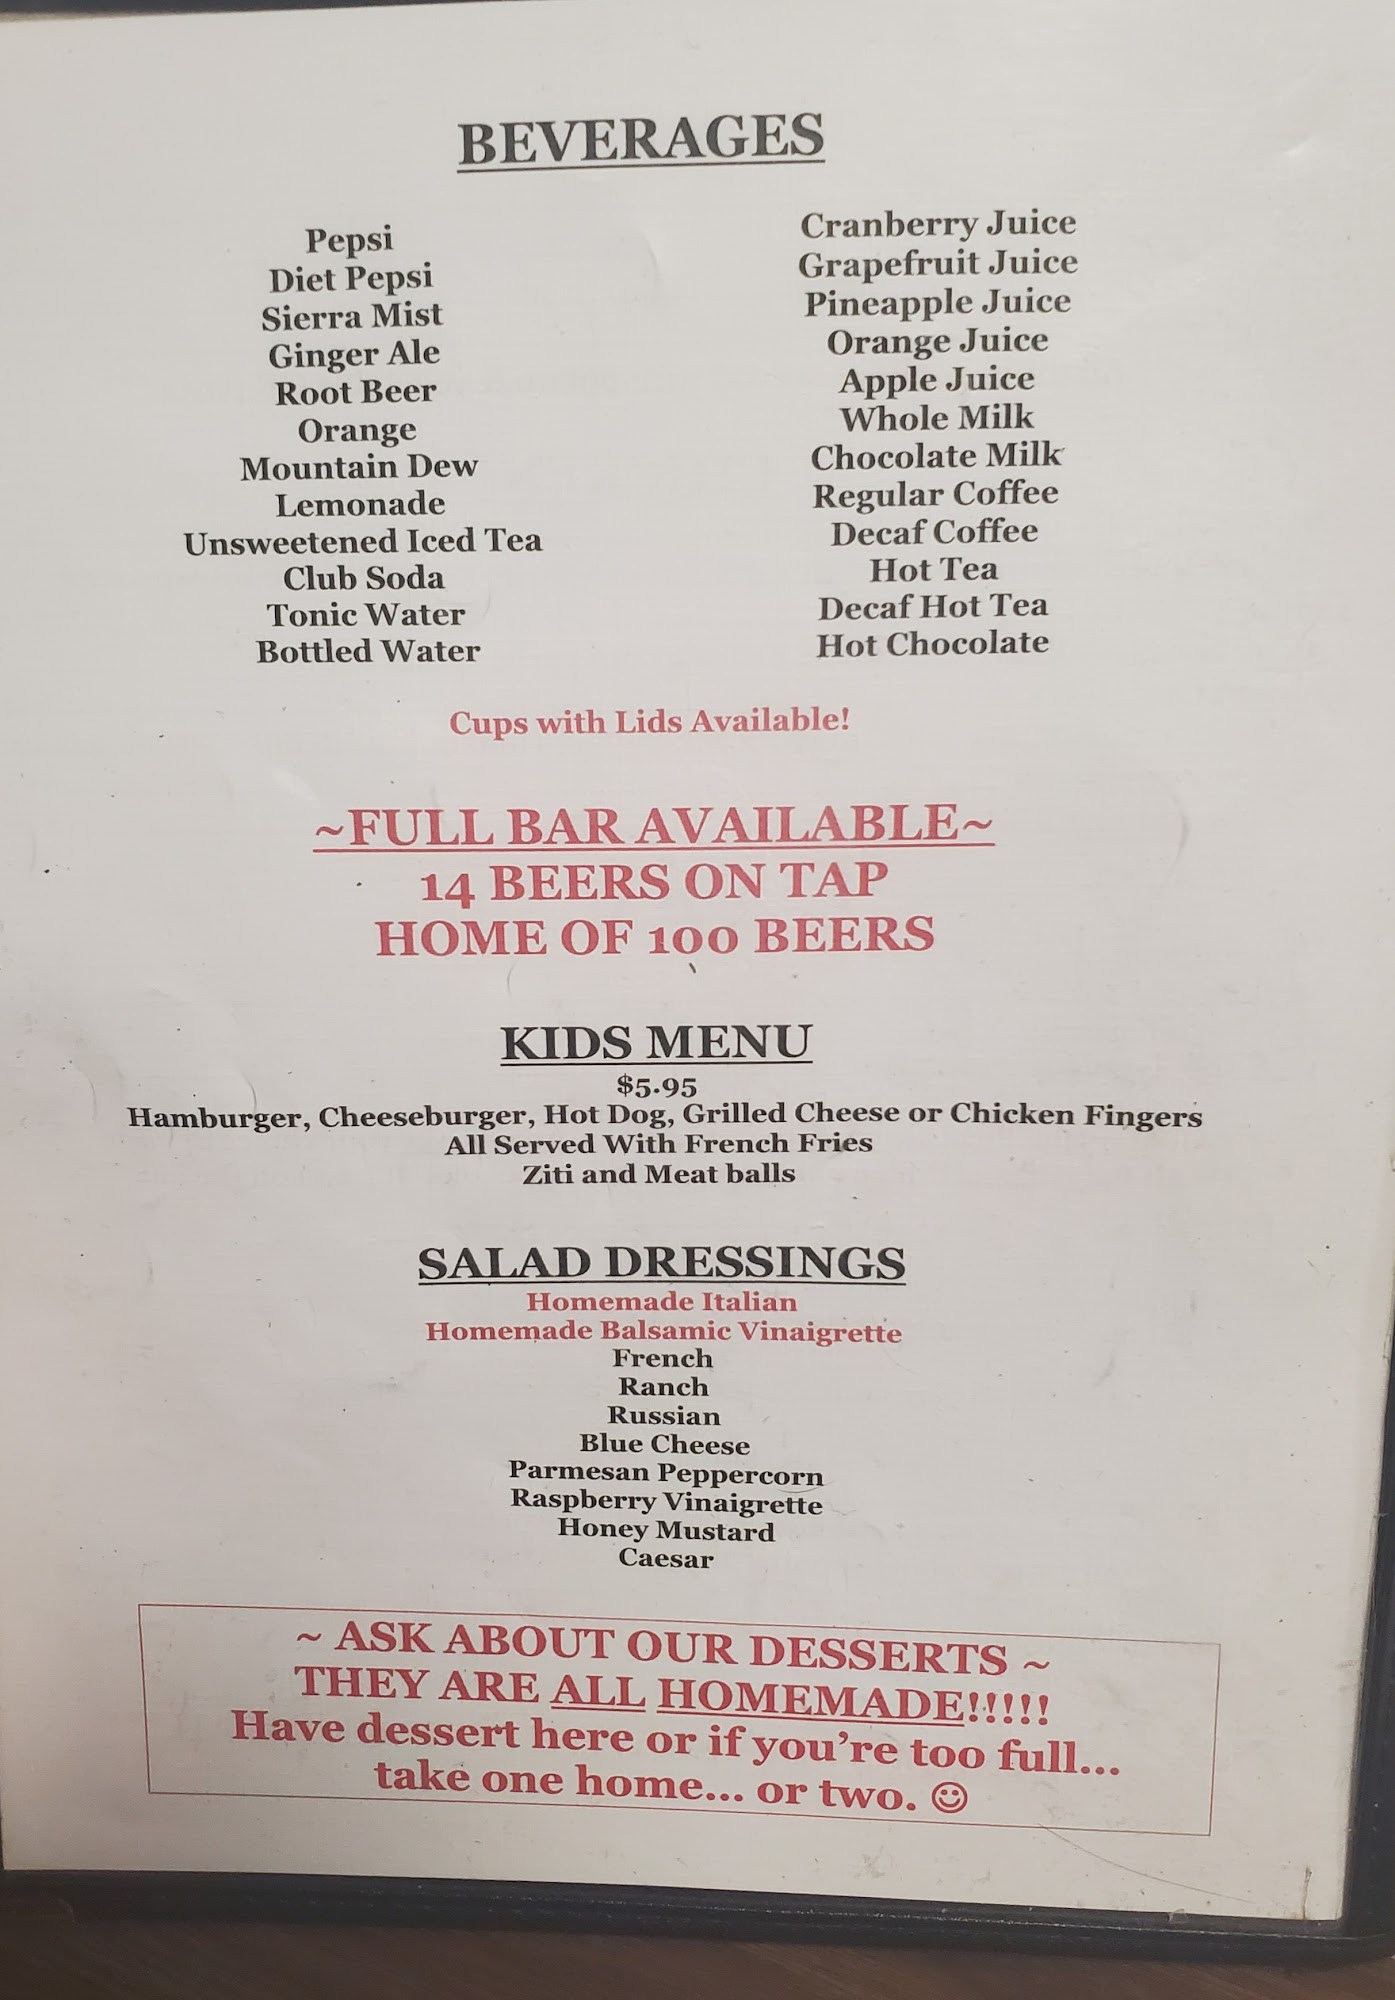 BEVERAGES
Pepsi
Diet Pepsi
Sierra Mist
Ginger Ale
Root Beer
Orange
Mountain Dew
Lemonade
Unsweetened Iced Tea
Club Soda
Tonic Water
Bottled Water
Cranberry Juice
Grapefruit Juice
Pineapple Juice
Orange Juice
Apple Juice
Whole Milk
Chocolate Milk
Regular Coffee
Decaf Coffee
Hot Tea
Decaf Hot Tea
Hot Chocolate
Cups with Lids Available!
~FULL BAR AVAILABLE~
14 BEERS ON TAP
HOME OF 100 BEERS
KIDS MENU
$5.95
Hamburger, Cheeseburger, Hot Dog, Grilled Cheese or Chicken Fingers
All Served With French Fries
Ziti and Meat balls
SALAD DRESSINGS
Homemade Italian
Homemade Balsamic Vinaigrette
French
Ranch
Russian
Blue Cheese
Parmesan Peppercorn
Raspberry Vinaigrette
Honey Mustard
Caesar
~ ASK ABOUT OUR DESSERTS ~
THEY ARE ALL HOMEMADE!!!!!
Have dessert here or if you're too full...
take one home... or two. ☺